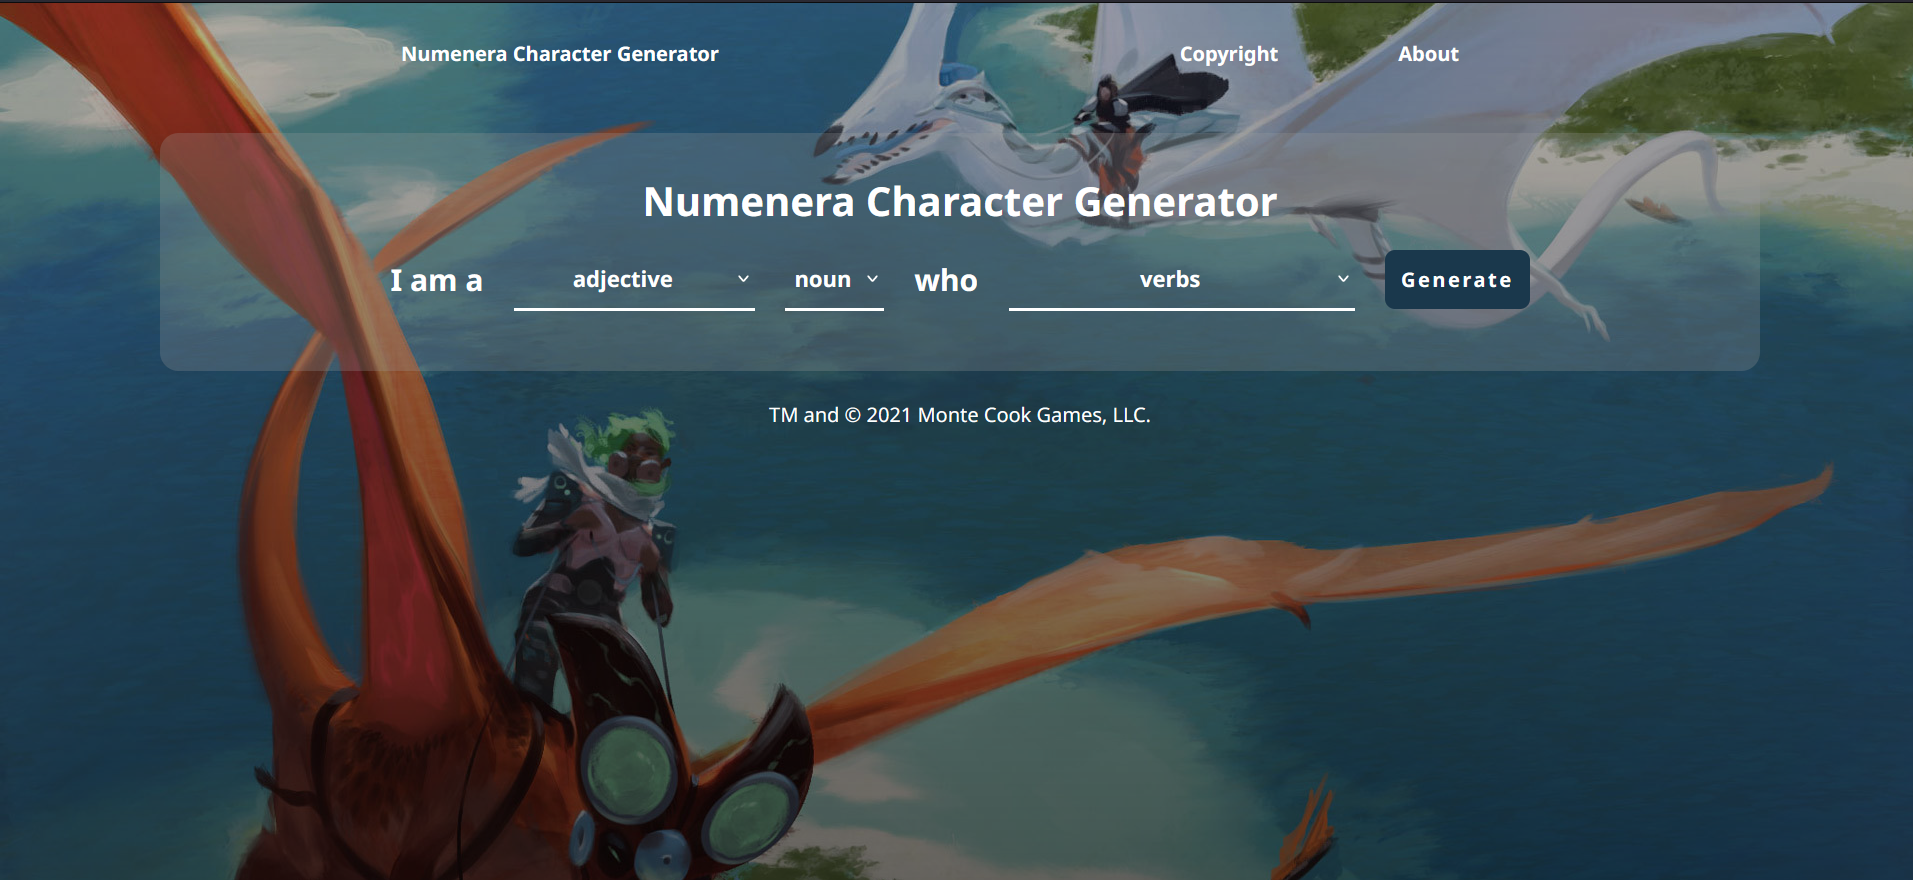 Numenera Character Generator Copyright About
Numenera Character Generator
I am a adjective noun who verbs Generate
TM and © 2021 Monte Cook Games, LLC.